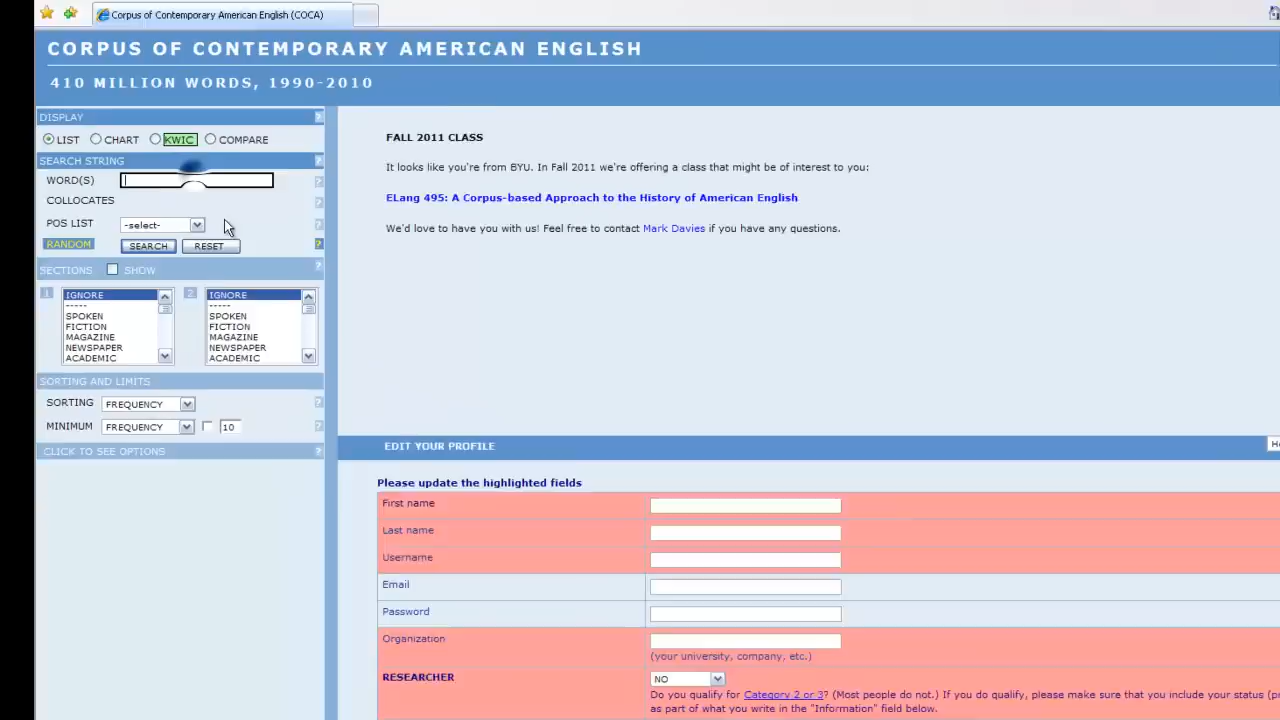 Corpus of Contemporary American English (COCA)
CORPUS OF CONTEMPORARY AMERICAN ENGLISH
410 MILLION WORDS, 1990-2010
DISPLAY ?
LIST CHART KWIC COMPARE
SEARCH STRING ?
WORD(S) ?
COLLOCATES ?
POS LIST -select- ?
RANDOM SEARCH RESET ?
SECTIONS SHOW ?
1 IGNORE 2 IGNORE
----- -----
SPOKEN SPOKEN
FICTION FICTION
MAGAZINE MAGAZINE
NEWSPAPER NEWSPAPER
ACADEMIC ACADEMIC
SORTING AND LIMITS
SORTING FREQUENCY ?
MINIMUM FREQUENCY 10 ?
CLICK TO SEE OPTIONS ?
FALL 2011 CLASS
It looks like you're from BYU. In Fall 2011 we're offering a class that might be of interest to you:
ELang 495: A Corpus-based Approach to the History of American English
We'd love to have you with us! Feel free to contact Mark Davies if you have any questions.
EDIT YOUR PROFILE
Please update the highlighted fields
First name
Last name
Username
Email
Password
Organization
(your university, company, etc.)
RESEARCHER NO
Do you qualify for Category 2 or 3? (Most people do not.) If you do qualify, please make sure that you include your status
as part of what you write in the "Information" field below.